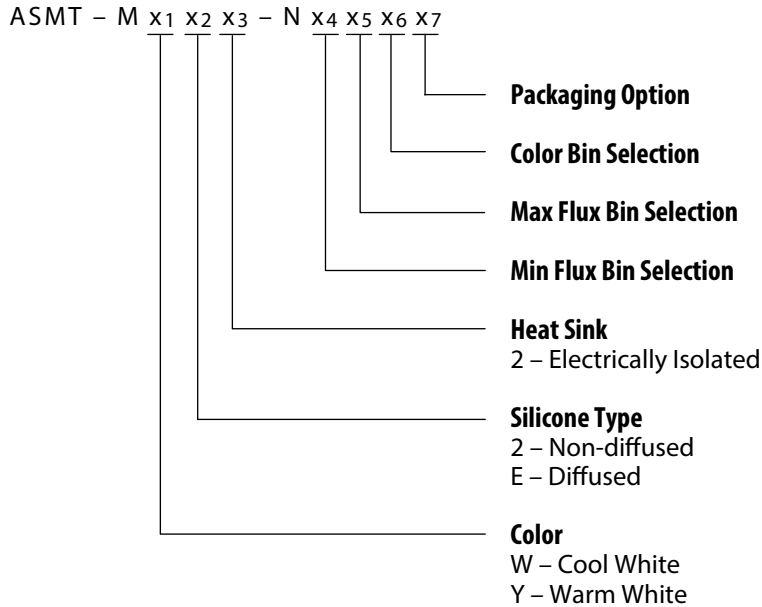 ASMT – M x1 x2 x3 – N x4 x5 x6 x7
Packaging Option
Color Bin Selection
Max Flux Bin Selection
Min Flux Bin Selection
Heat Sink
2 – Electrically Isolated
Silicone Type
2 – Non-diffused
E – Diffused
Color
W – Cool White
Y – Warm White